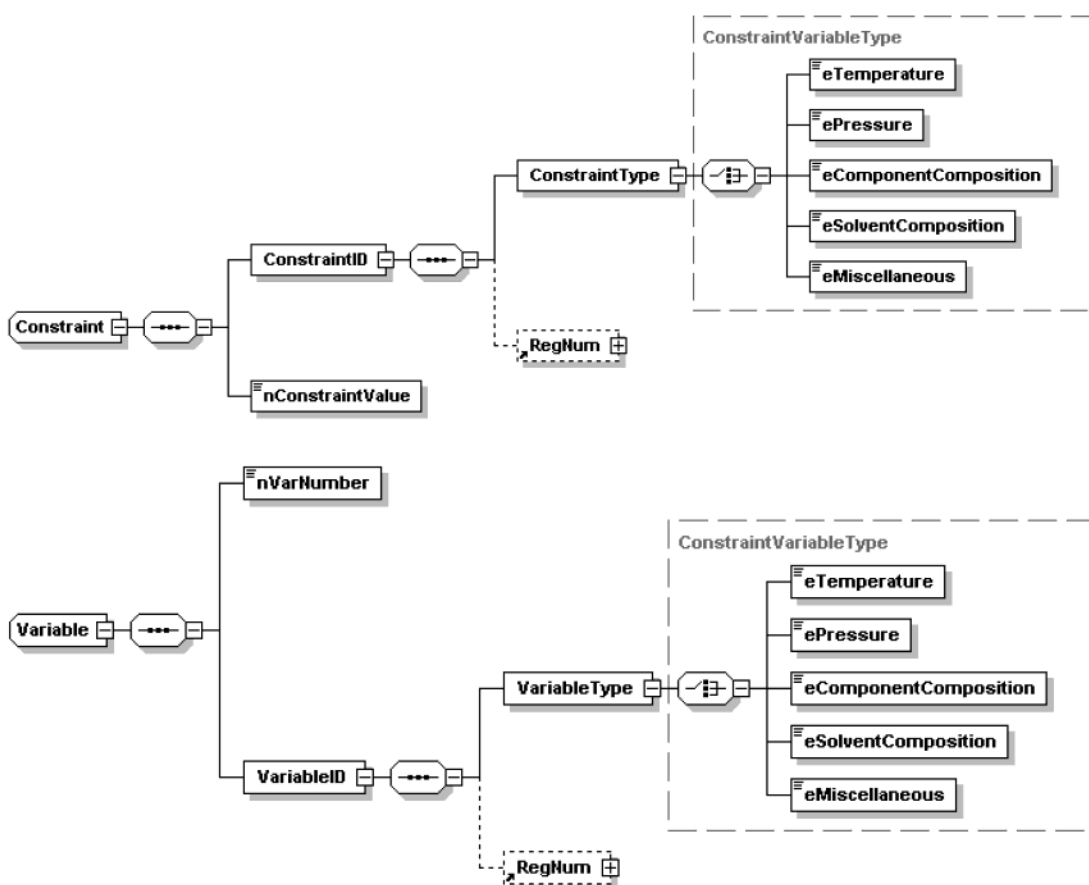 ConstraintVariableType
eTemperature
ePressure
ConstraintType
eComponentComposition
eSolventComposition
ConstraintID
eMiscellaneous
Constraint
RegNum
nConstraintValue
nVarNumber
ConstraintVariableType
eTemperature
Variable
ePressure
VariableType
eComponentComposition
eSolventComposition
VariableID
eMiscellaneous
RegNum